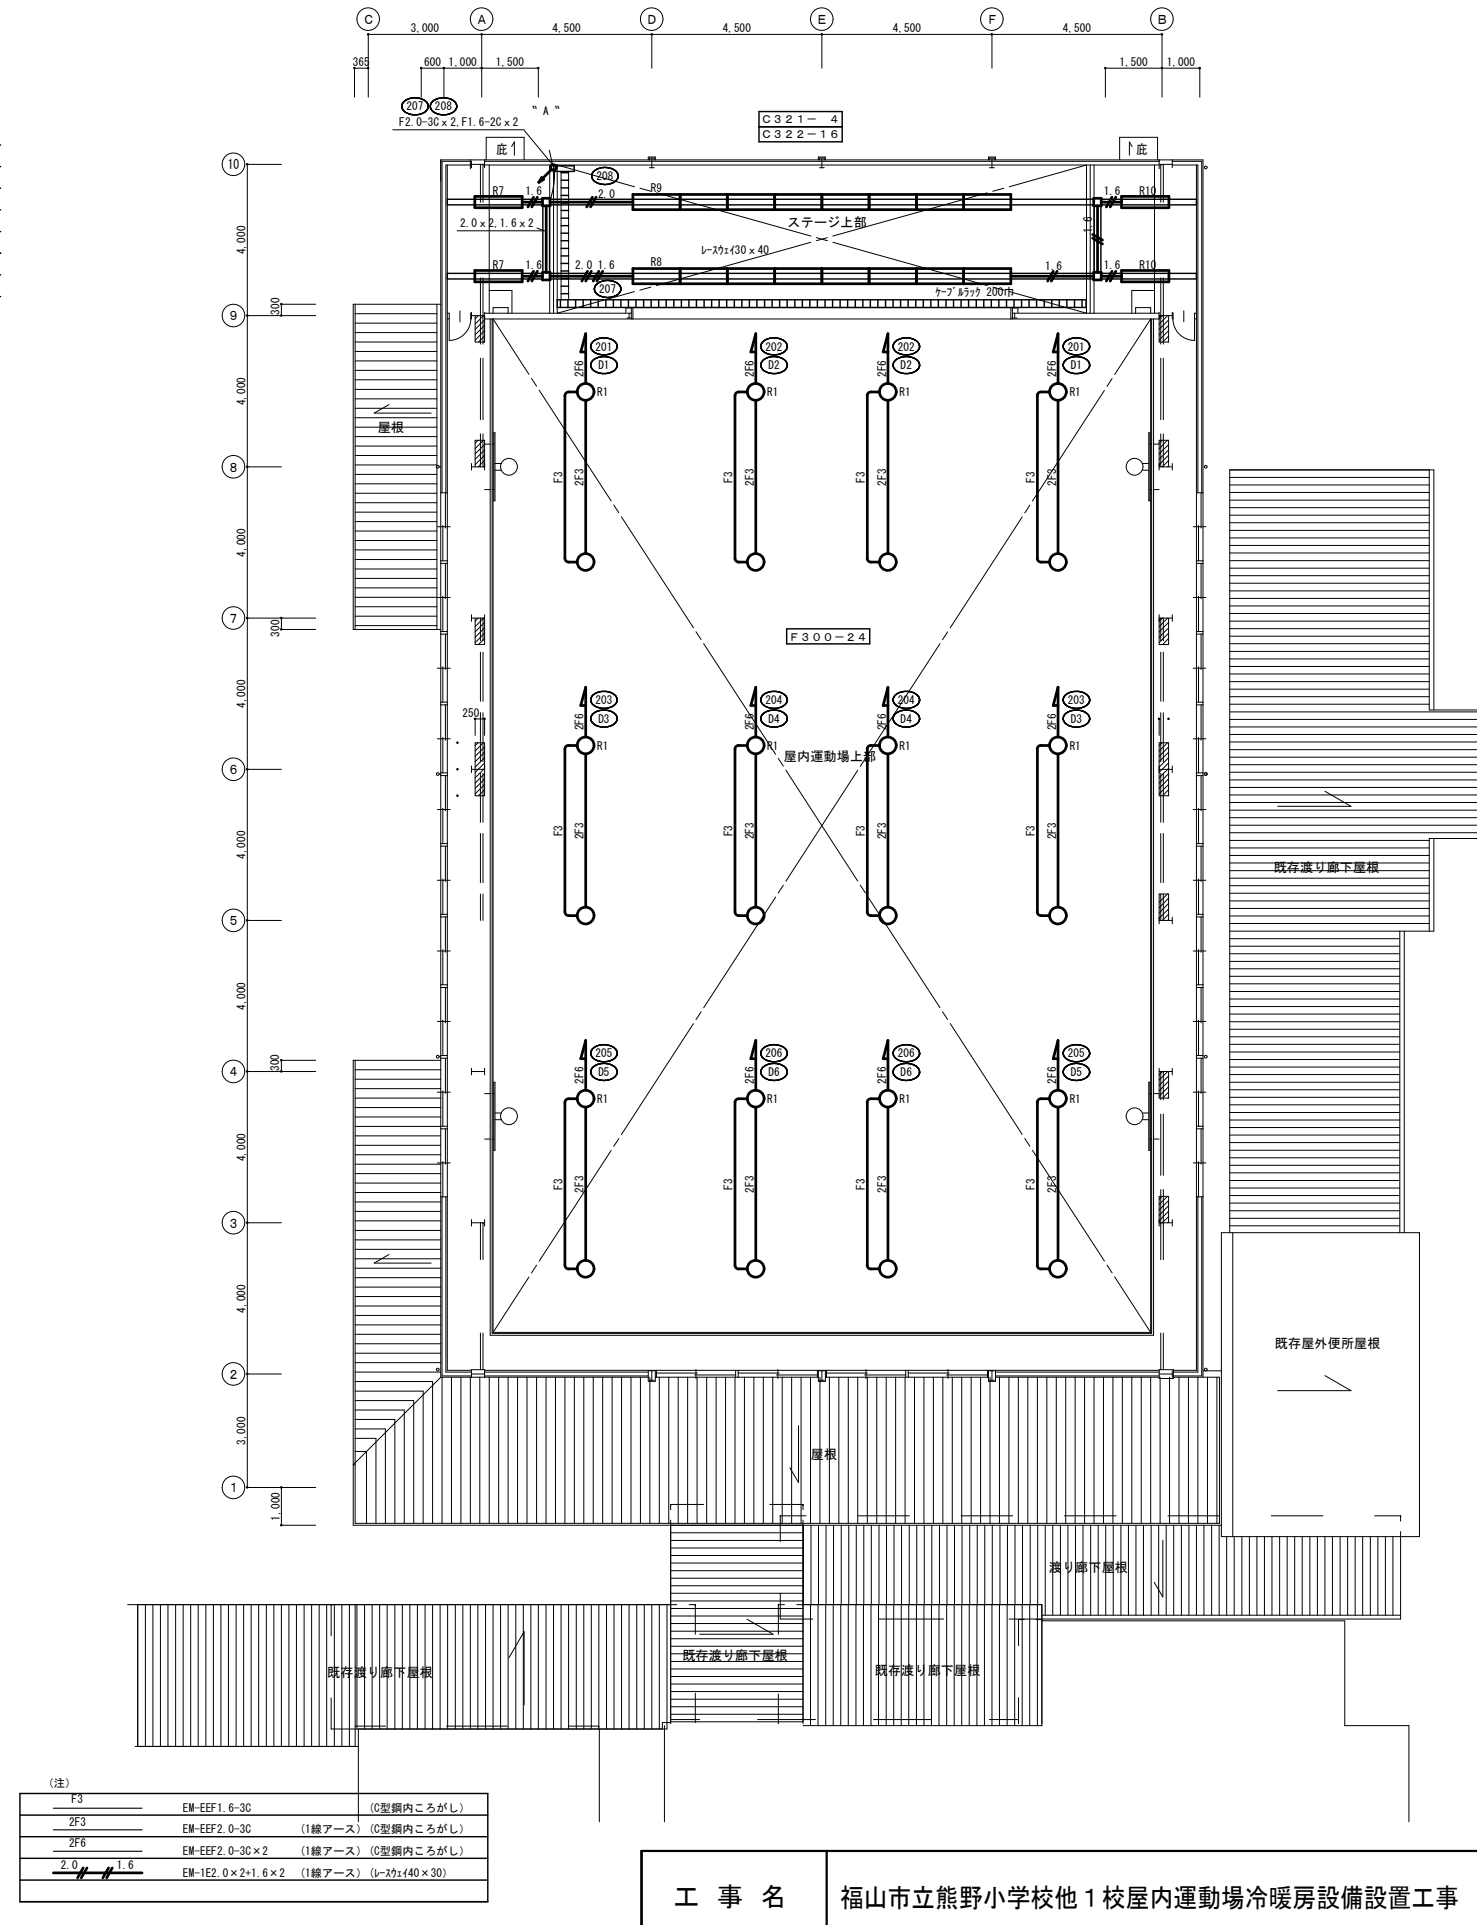 C A D E F B
3,000 4,500 4,500 4,500 4,500
365 600 1,000 1,500 1,500 1,000
207 208 "A"
F2.0-3C×2,F1.6-2C×2
C321- 4
C322-16
庇 庇
10
208
R7 1.6 2.0 R9 1.6 R10
ステージ上部
2.0×2,1.6×2 1.6
4,000
レースウェイ30×40
R7 1.6 2.0 1.6 R8 1.6 1.6 R10
207 ケーブルラック 200巾
300
9
201 202 202 201
D1 D2 D2 D1
2F6 2F6 2F6 2F6
R1 R1 R1 R1
4,000
屋根
8
F3 2F3 F3 2F3 F3 2F3 F3 2F3
4,000
7
300
F300-24
4,000
203 204 204 203
250 D3 D4 D4 D3
2F6 2F6 2F6 2F6
R1 R1 R1 R1
屋内運動場上部
6
F3 2F3 F3 2F3 F3 2F3 F3 2F3
4,000
既存渡り廊下屋根
5
4,000
300
4
205 206 206 205
D5 D6 D6 D5
2F6 2F6 2F6 2F6
R1 R1 R1 R1
4,000
F3 2F3 F3 2F3 F3 2F3 F3 2F3
3
4,000
既存屋外便所屋根
2
3,000
屋根
1
1,000
渡り廊下屋根
既存渡り廊下屋根 既存渡り廊下屋根 既存渡り廊下屋根
(注)
F3 EM-EEF1.6-3C (C型鋼内ころがし)
2F3 EM-EEF2.0-3C (1線アース) (C型鋼内ころがし)
2F6 EM-EEF2.0-3C×2 (1線アース) (C型鋼内ころがし)
2.0 1.6 EM-1E2.0×2+1.6×2 (1線アース) (レースウェイ40×30)
工事名 福山市立熊野小学校他1校屋内運動場冷暖房設備設置工事